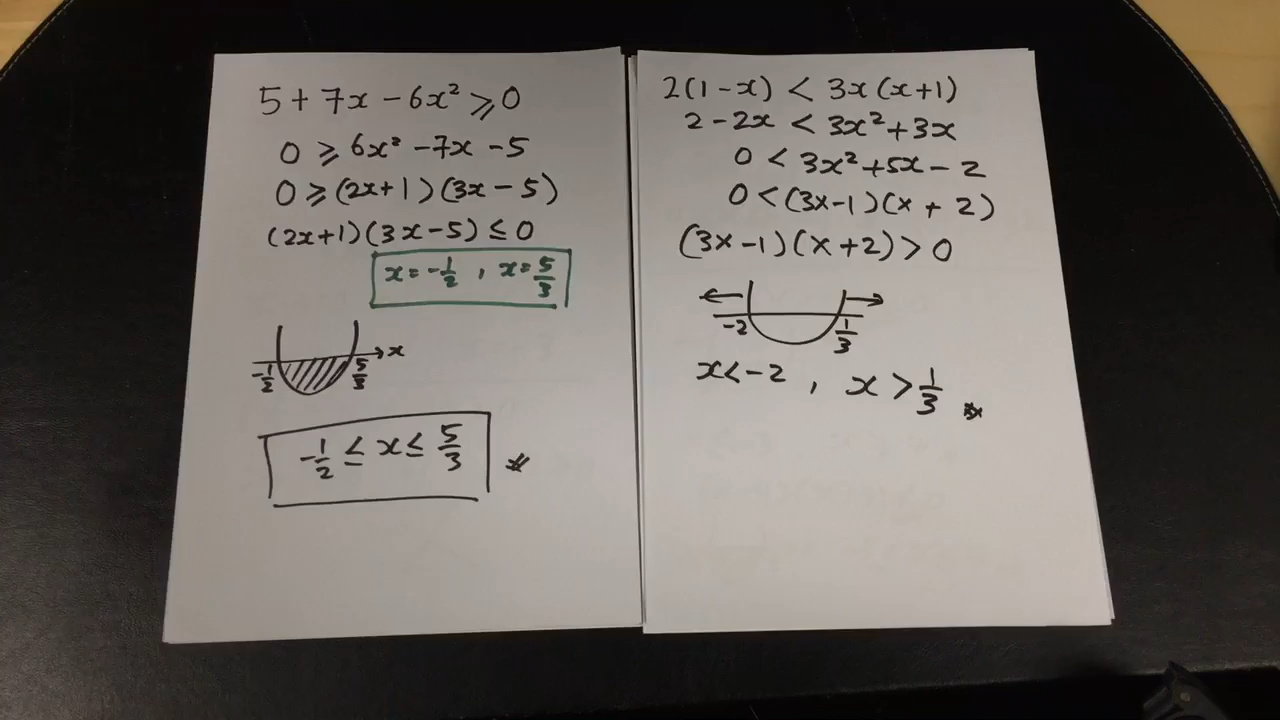 5 + 7x - 6x² ⩾ 0
0 ⩾ 6x² - 7x - 5
0 ⩾ (2x+1)(3x-5)
(2x+1)(3x-5) ≤ 0
x = -1/2 , x = 5/3
x
-1/2 5/3
-1/2 ≤ x ≤ 5/3
2(1-x) < 3x(x+1)
2 - 2x < 3x² + 3x
0 < 3x² + 5x - 2
0 < (3x-1)(x+2)
(3x-1)(x+2) > 0
-2 1/3
x < -2 , x > 1/3